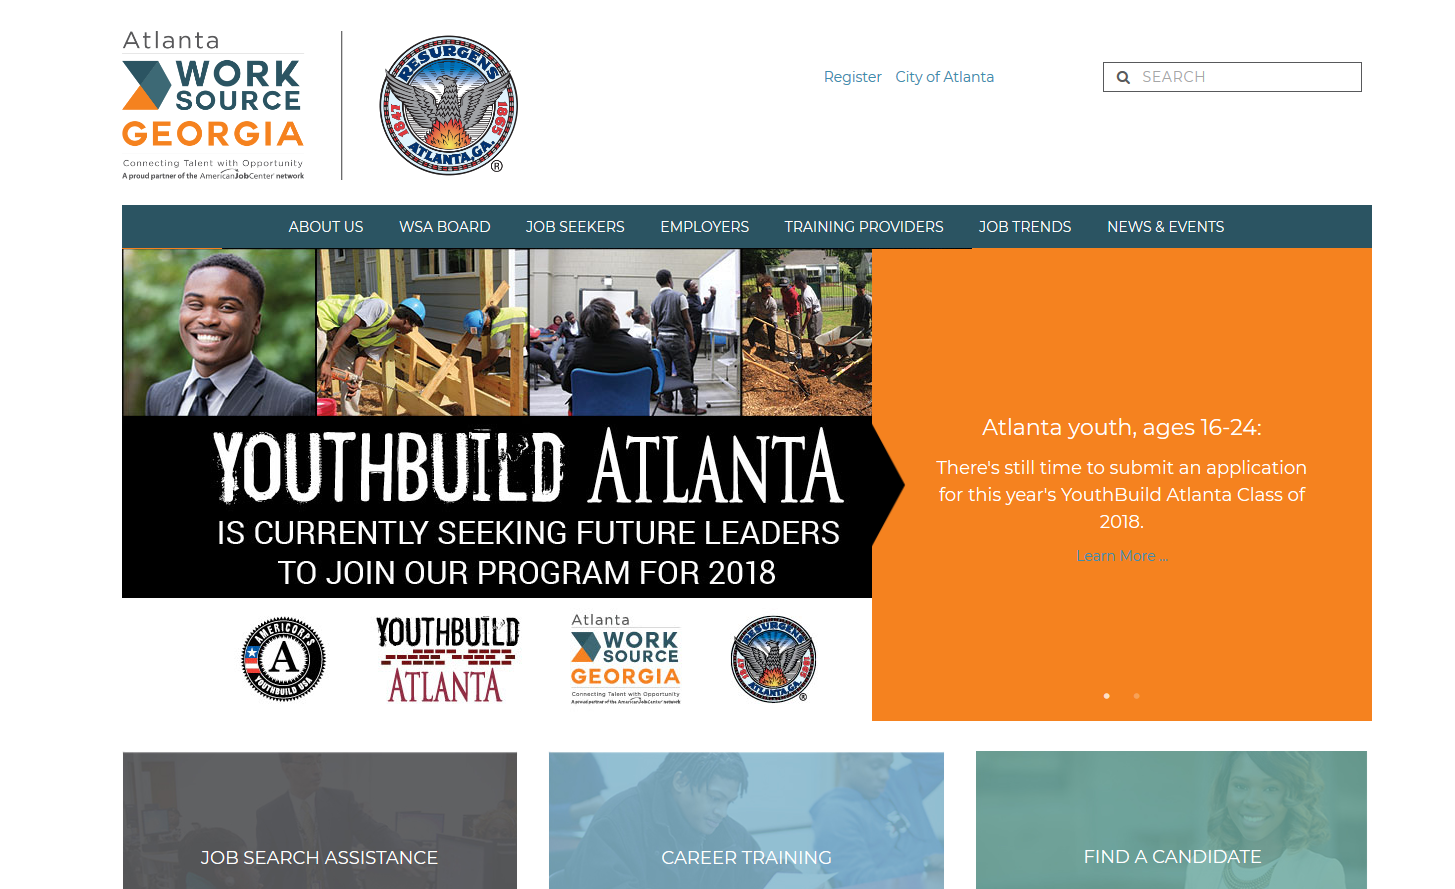 Atlanta
WORK
SOURCE
GEORGIA
Connecting Talent with Opportunity
A proud partner of the AmericanJobCenter network
RESURGENS
1847 1865
ATLANTA, GA.
®
Register City of Atlanta
SEARCH
ABOUT US WSA BOARD JOB SEEKERS EMPLOYERS TRAINING PROVIDERS JOB TRENDS NEWS & EVENTS
YOUTHBUILD ATLANTA
IS CURRENTLY SEEKING FUTURE LEADERS
TO JOIN OUR PROGRAM FOR 2018
Atlanta youth, ages 16-24:
There's still time to submit an application
for this year's YouthBuild Atlanta Class of
2018.
Learn More ...
AMERICORPS
A
YOUTHBUILD USA
YOUTHBUILD
ATLANTA
Atlanta
WORK
SOURCE
GEORGIA
Connecting Talent with Opportunity
A proud partner of the AmericanJobCenter network
RESURGENS
1847 1865
ATLANTA, GA.
®
JOB SEARCH ASSISTANCE
CAREER TRAINING
FIND A CANDIDATE